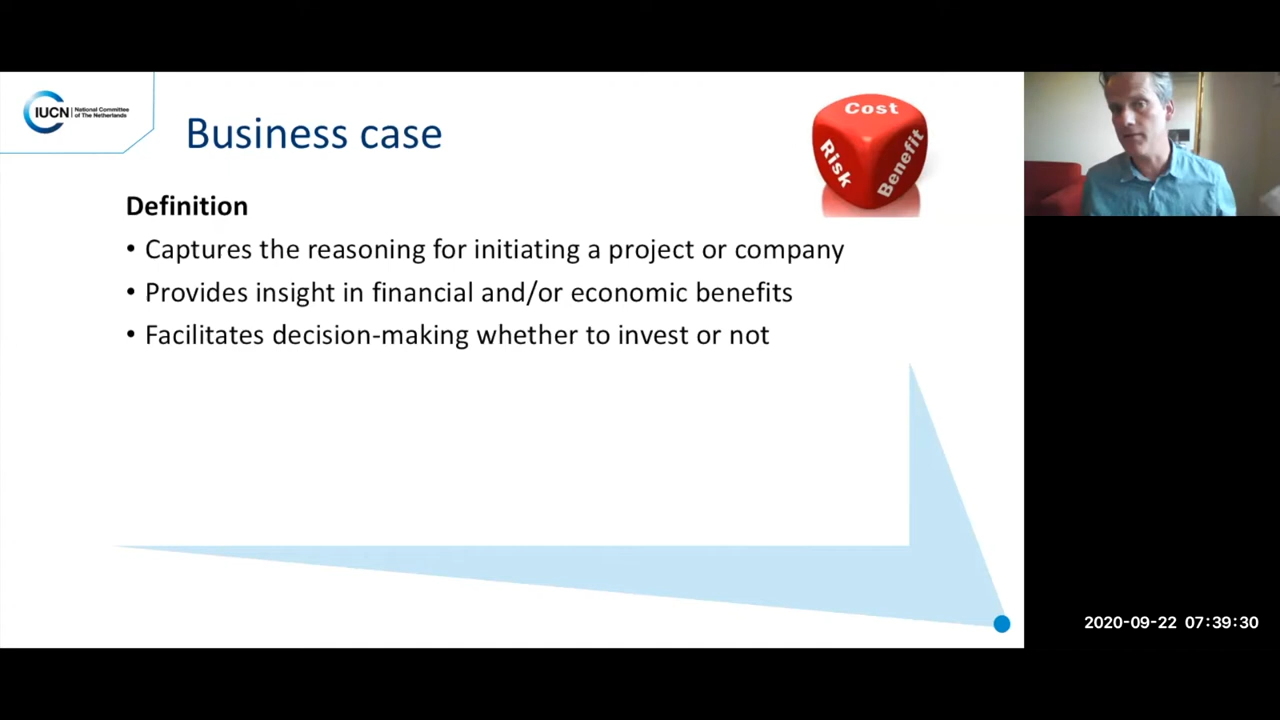 IUCN
National Committee
of The Netherlands
Business case
Cost
Risk
Benefit
Definition
• Captures the reasoning for initiating a project or company
• Provides insight in financial and/or economic benefits
• Facilitates decision-making whether to invest or not
2020-09-22 07:39:30